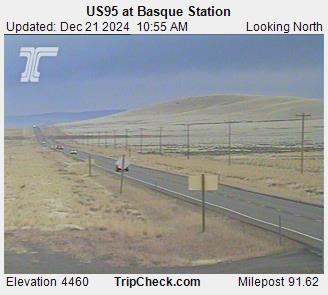 US95 at Basque Station
Updated: Dec 21 2024 10:55 AM Looking North
Elevation 4460 TripCheck.com Milepost 91.62